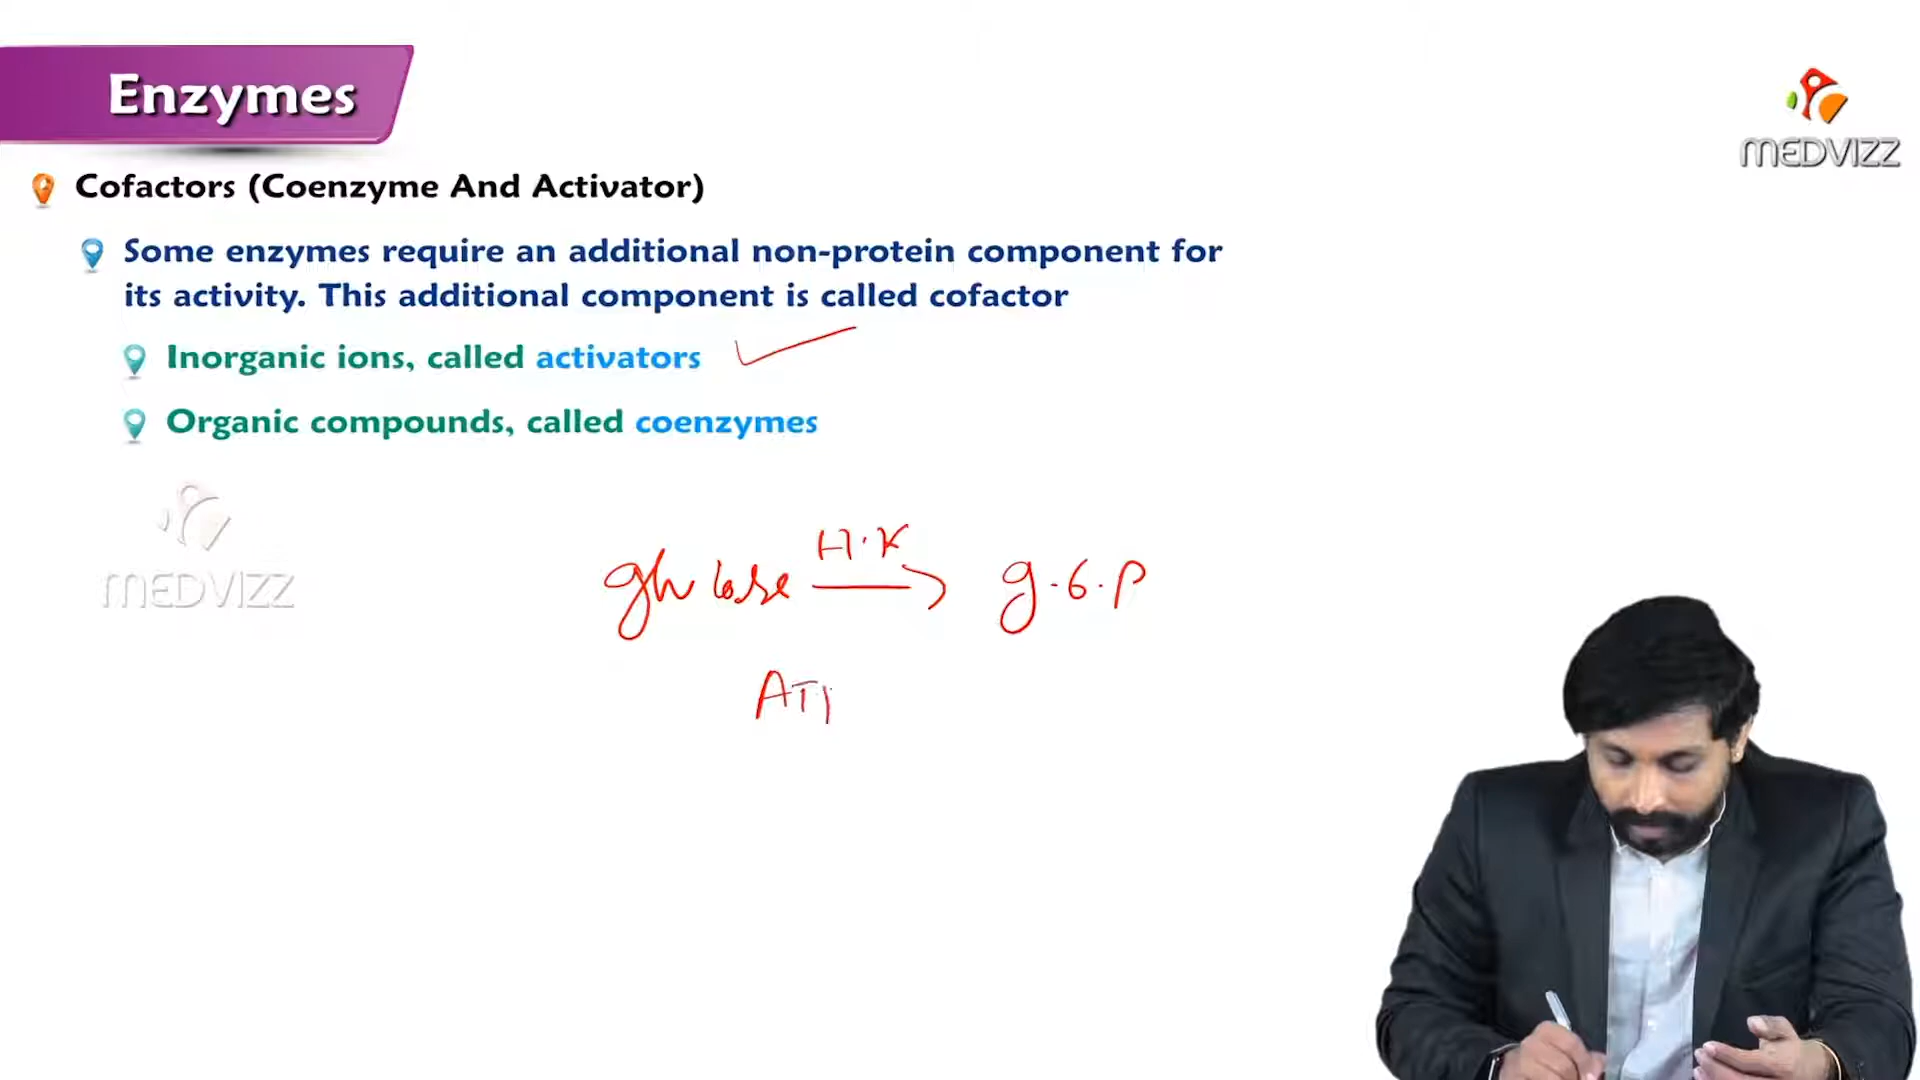 Enzymes
MEDVIZZ
Cofactors (Coenzyme And Activator)
Some enzymes require an additional non-protein component for
its activity. This additional component is called cofactor
Inorganic ions, called activators
Organic compounds, called coenzymes
MEDVIZZ
H.K
glucose → g.6.p
AT